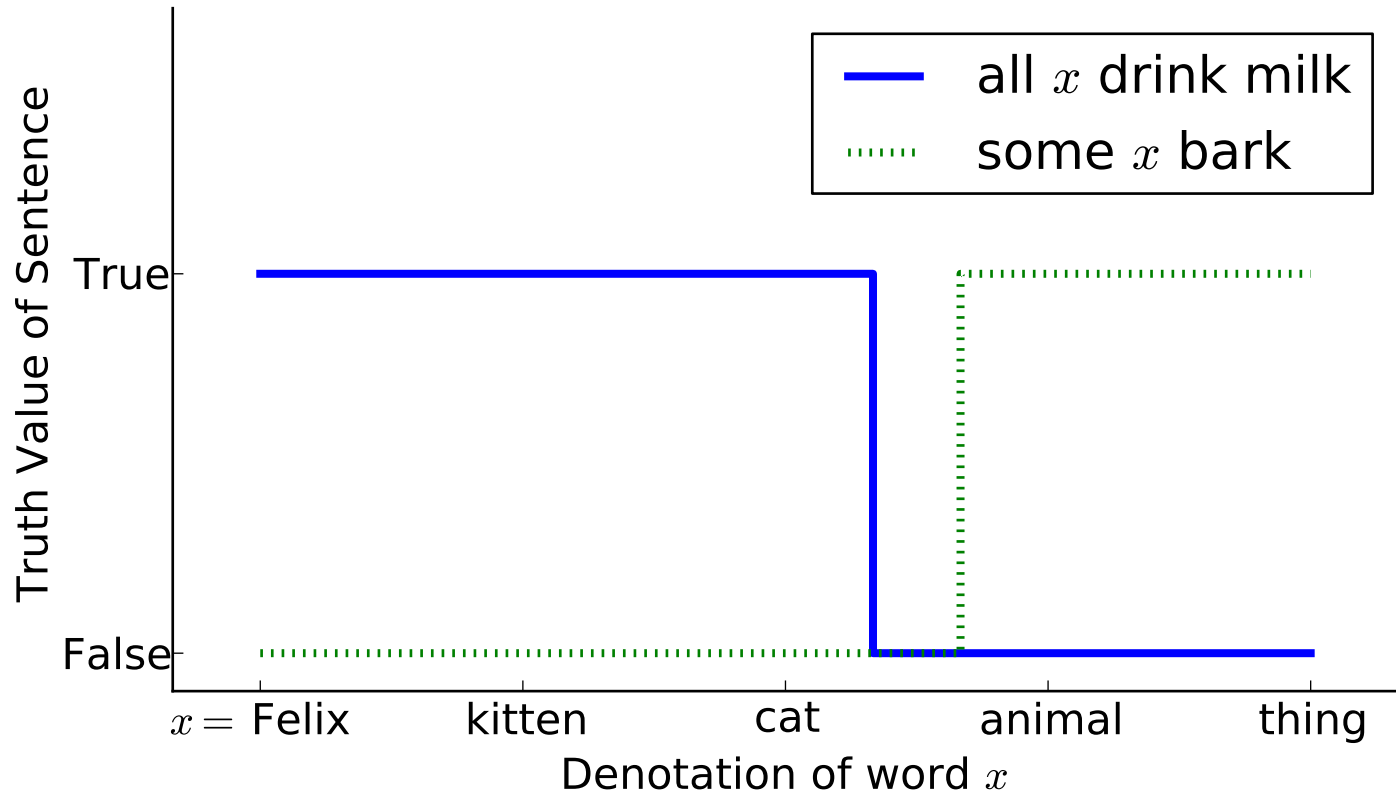 all x drink milk
some x bark
Truth Value of Sentence
True
False
x = Felix
kitten
cat
animal
thing
Denotation of word x